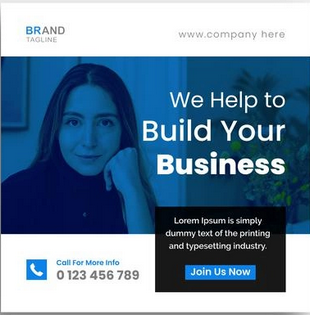 BRAND
TAGLINE
www.company here
We Help to
Build Your
Business
Lorem Ipsum is simply
dummy text of the printing
and typesetting industry.
Join Us Now
Call For More Info
0 123 456 789